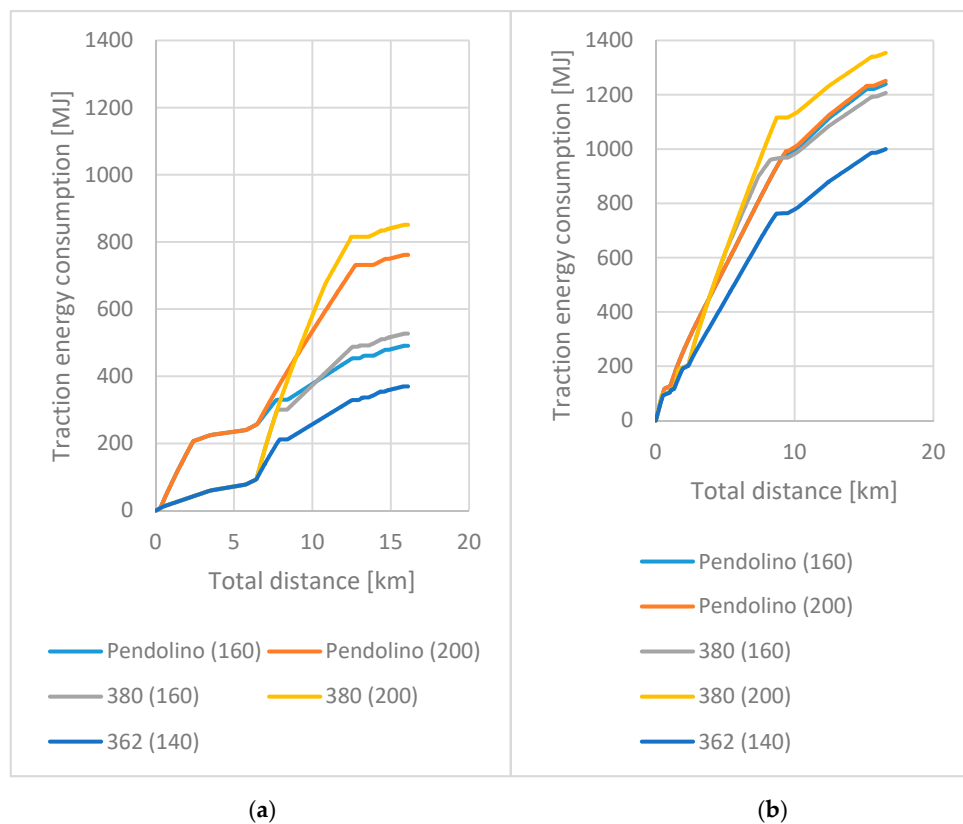 1400
1200
1000
800
600
400
200
0
0 5 10 15 20
Traction energy consumption [MJ]
Total distance [km]
Pendolino (160) Pendolino (200)
380 (160) 380 (200)
362 (140)
(a)
1400
1200
1000
800
600
400
200
0
0 10 20
Traction energy consumption [MJ]
Total distance [km]
Pendolino (160)
Pendolino (200)
380 (160)
380 (200)
362 (140)
(b)